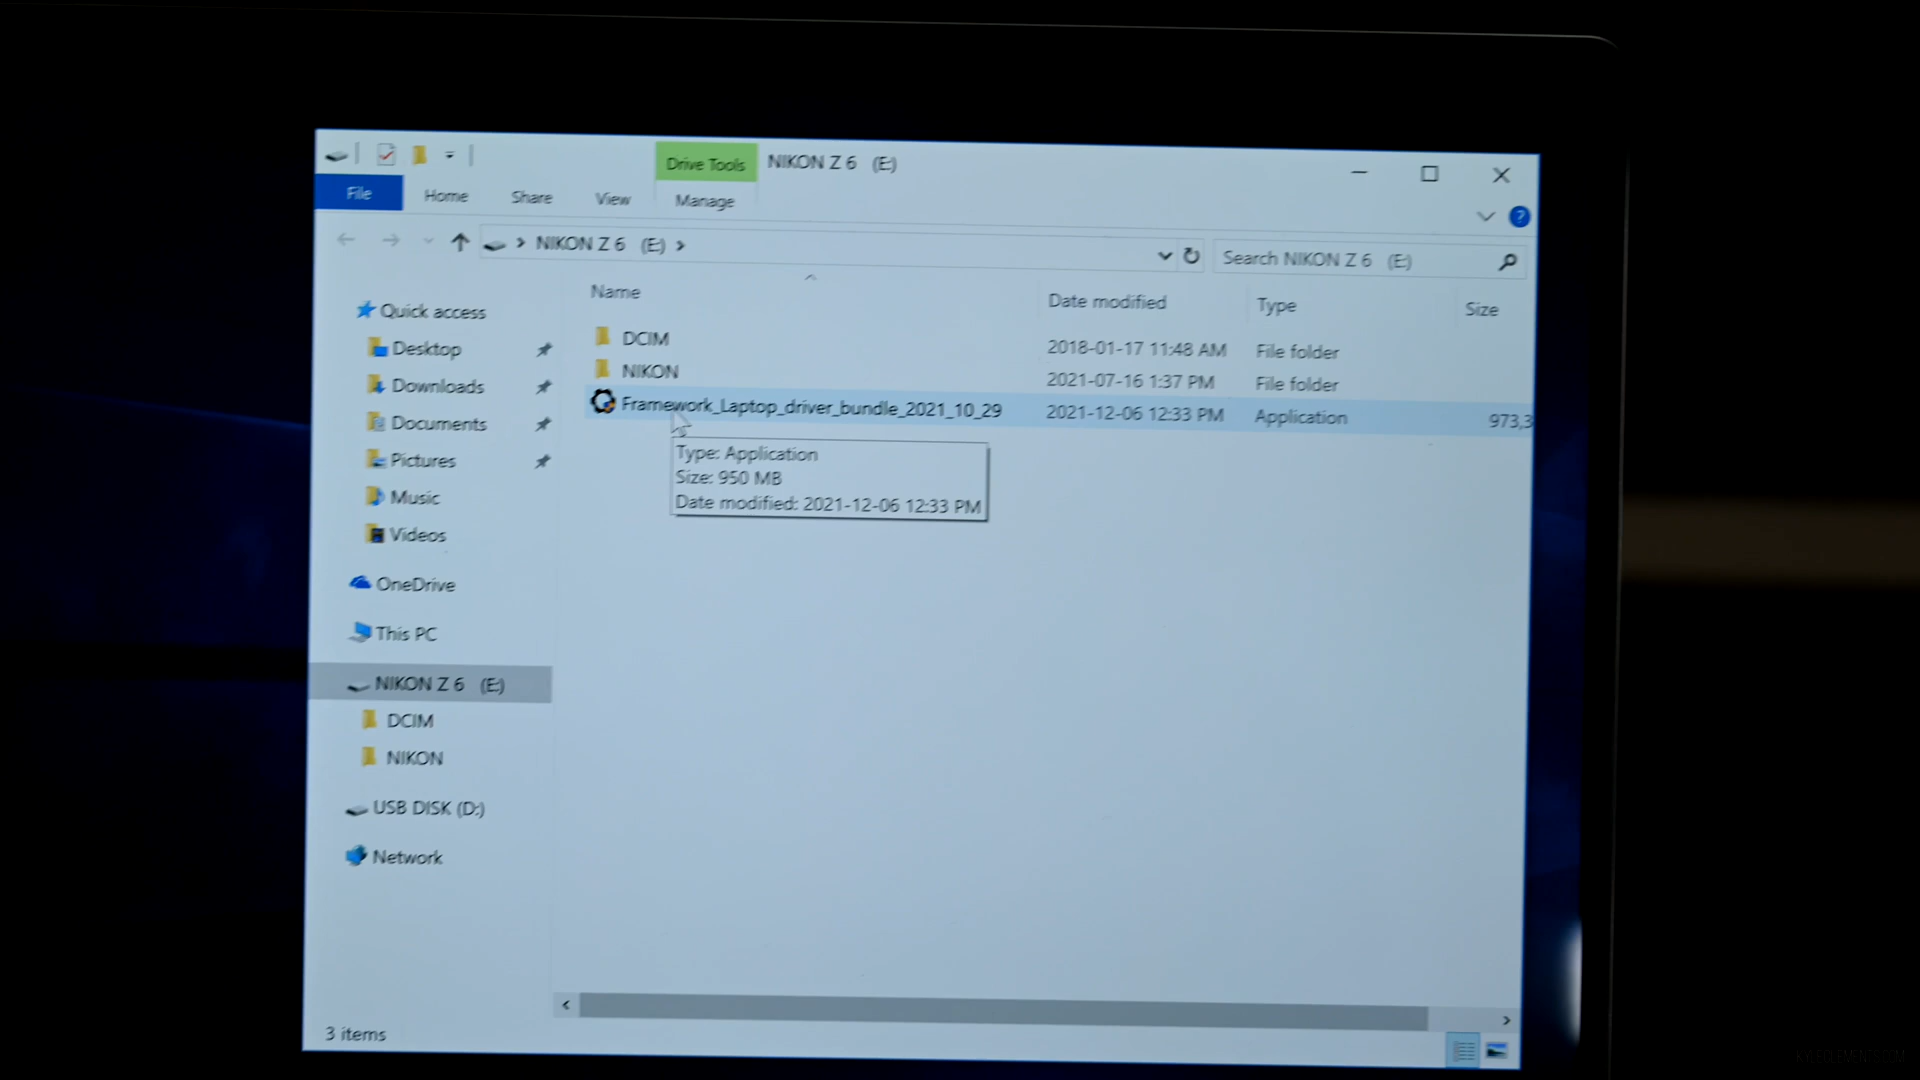 Drive Tools NIKON Z 6 (E:)
File Home Share View Manage
NIKON Z 6 (E:)
Search NIKON Z 6 (E:)
Name Date modified Type Size
DCIM 2018-01-17 11:48 AM File folder
NIKON 2021-07-16 1:37 PM File folder
Framework_Laptop_driver_bundle_2021_10_29 2021-12-06 12:33 PM Application 973,3
Type: Application
Size: 950 MB
Date modified: 2021-12-06 12:33 PM
Quick access
Desktop
Downloads
Documents
Pictures
Music
Videos
OneDrive
This PC
NIKON Z 6 (E:)
DCIM
NIKON
USB DISK (D:)
Network
3 items